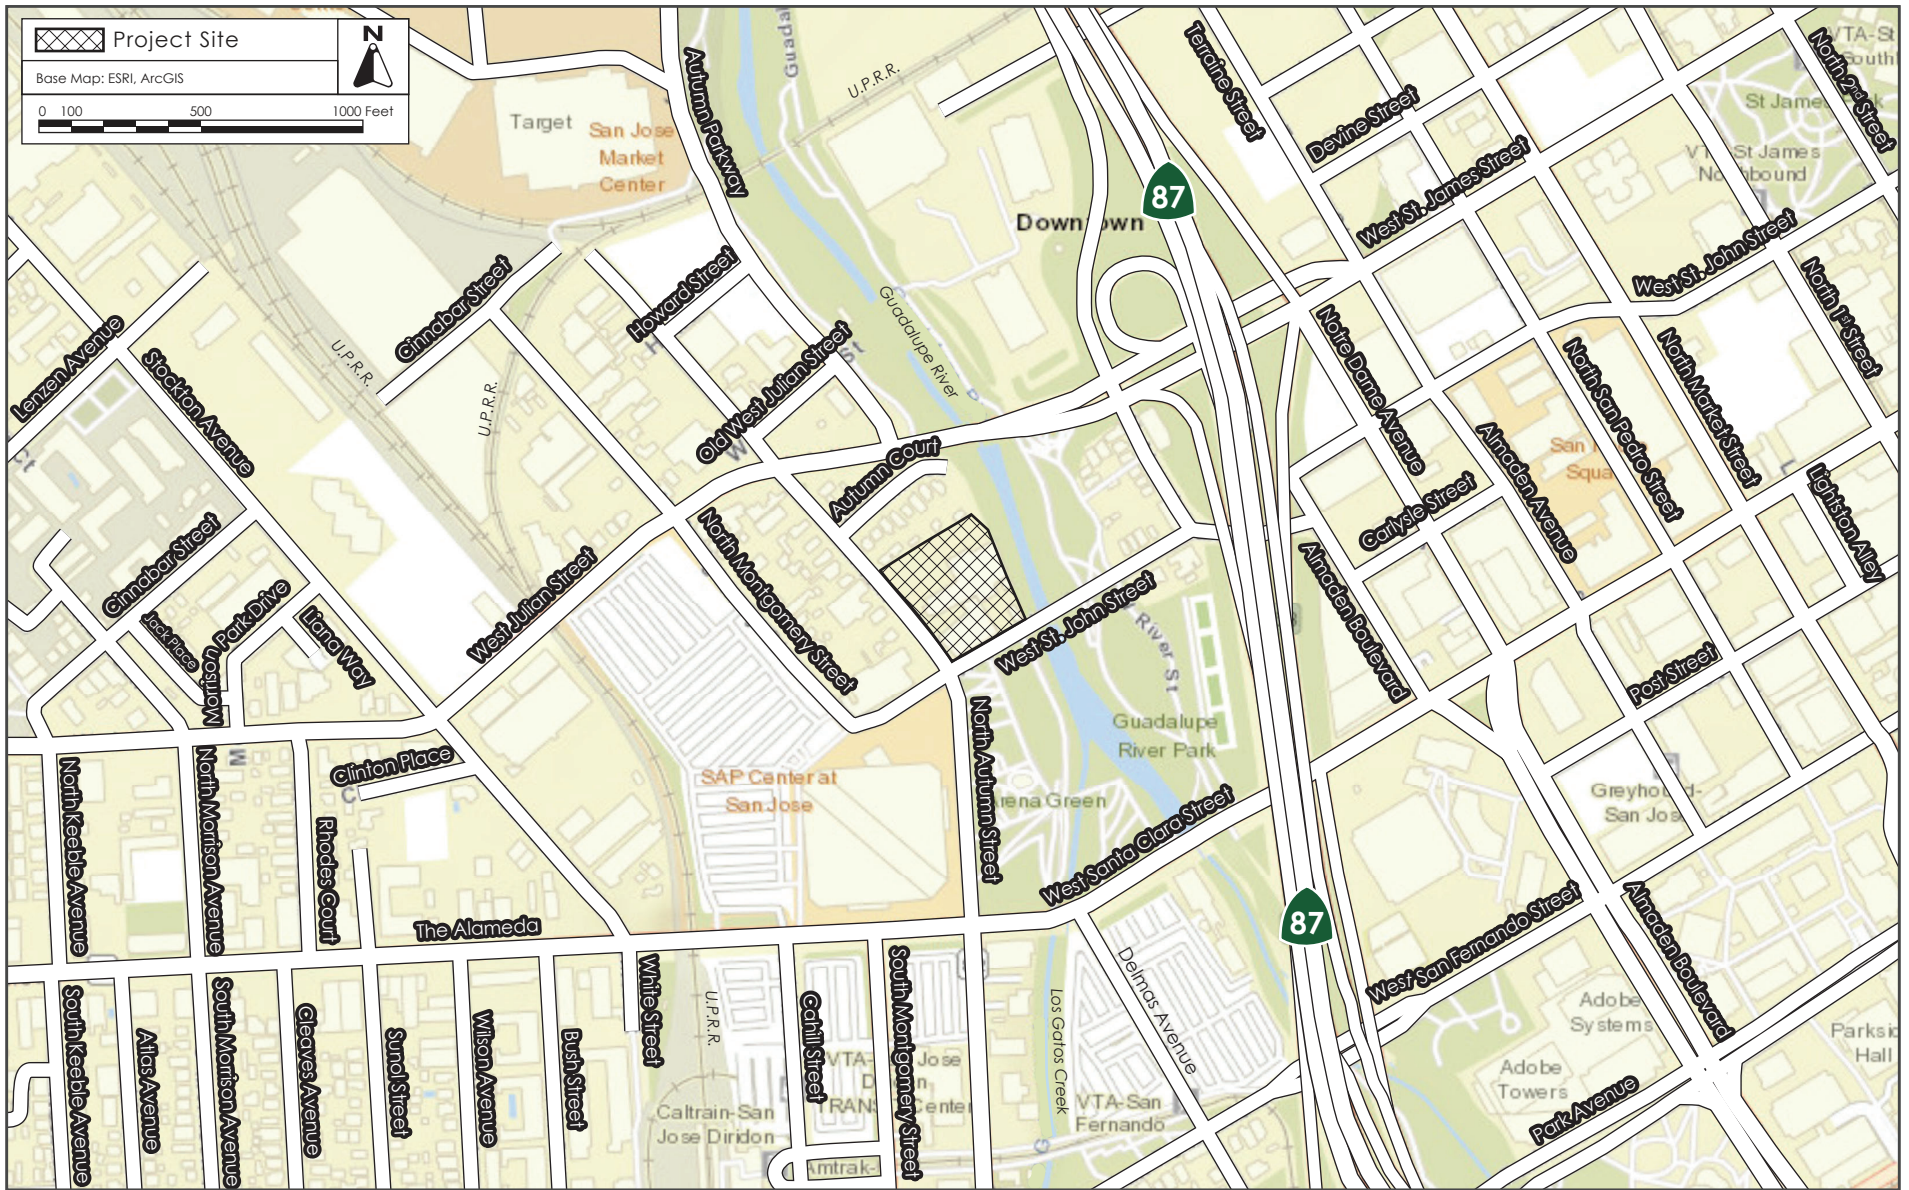 Project Site
N
Base Map: ESRI, ArcGIS
0 100 500 1000 Feet
Target
San Jose
Market
Center
Autumn Parkway
U.P.R.R.
Terraine Street
Devine Street
North 2nd Street
St James
St James
West St. James Street
87
Downtown
West St. John Street
North 1st Street
Cinnabar Street
Howard Street
Guadalupe River
Lenzen Avenue
Stockton Avenue
U.P.R.R.
U.P.R.R.
Old West Julian Street
Notre Dame Avenue
North San Pedro Street
North Market Street
Autumn Court
Almaden Avenue
Carlysle Street
Lightston Alley
Cinnabar Street
Jack Place
Morrison Park Drive
Liana Way
West Julian Street
North Montgomery Street
West St. John Street
River St
Almaden Boulevard
Post Street
Guadalupe
River Park
Clinton Place
SAP Center at
San Jose
Arena Green
North Autumn Street
West Santa Clara Street
North Keeble Avenue
North Morrison Avenue
Rhodes Court
The Alameda
87
West San Fernando Street
Almaden Boulevard
South Keeble Avenue
Atlas Avenue
South Morrison Avenue
Cleaves Avenue
Sunol Street
Wilson Avenue
Bush Street
White Street
U.P.R.R.
Cahill Street
South Montgomery Street
Los Gatos Creek
Delmas Avenue
Adobe
Systems
Adobe
Towers
Park Avenue
Hall
Caltrain-San
Jose Diridon
VTA-San
Fernando
Amtrak-